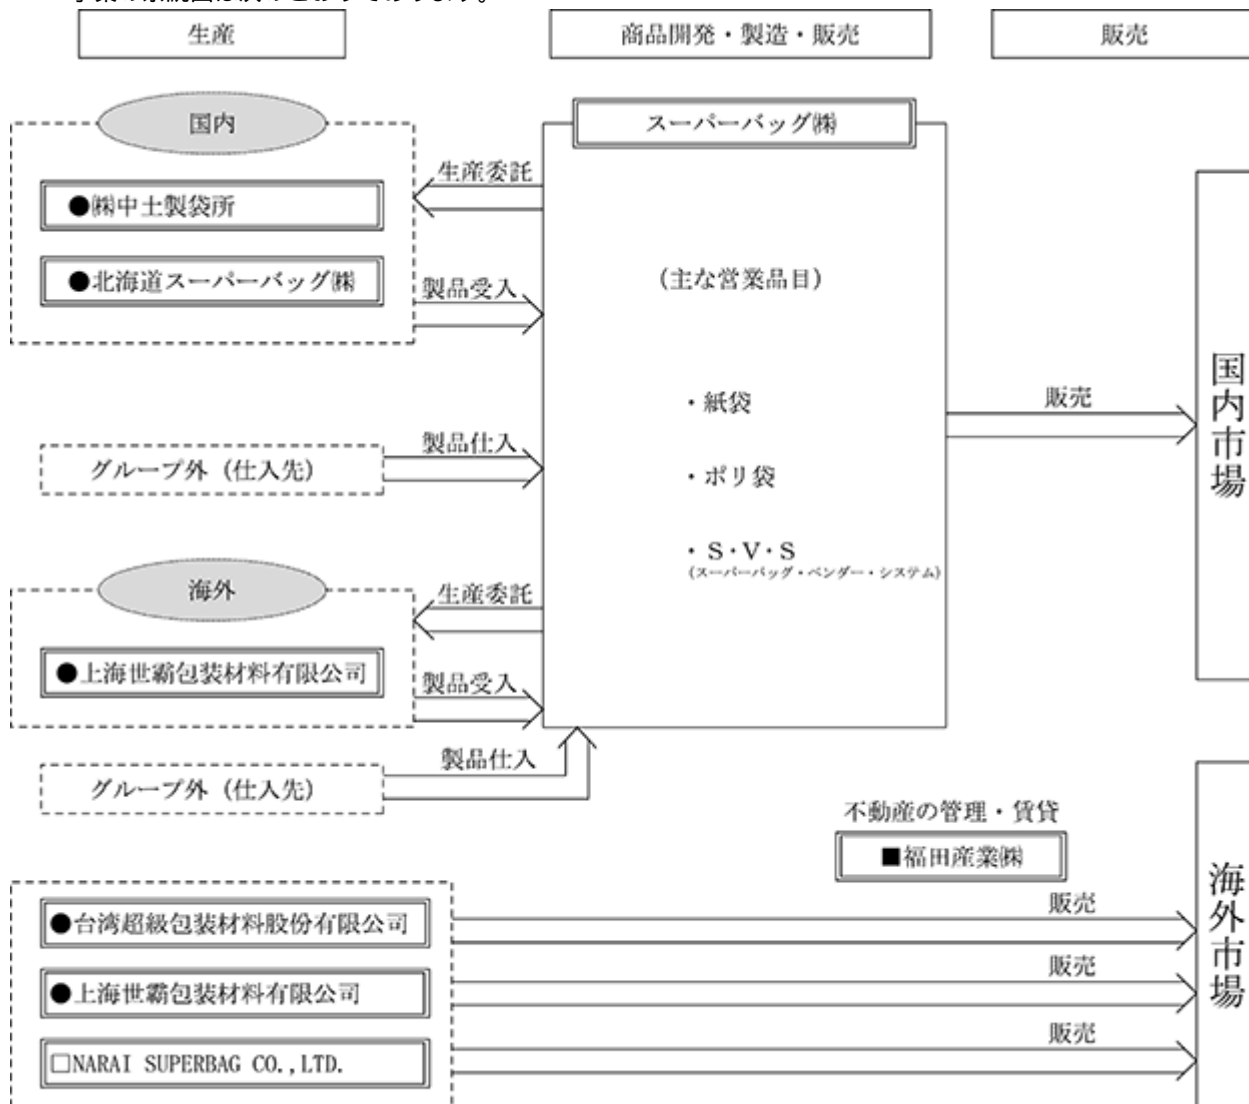 事業の系統図は次のとおりであります。
生産
商品開発・製造・販売
販売
国内
スーパーバッグ㈱
生産委託
●㈱中土製袋所
●北海道スーパーバッグ㈱
製品受入
(主な営業品目)
・紙袋
・ポリ袋
・S・V・S
(スーパーバッグ・ベンダー・システム)
販売
国内市場
製品仕入
グループ外(仕入先)
海外
生産委託
●上海世霸包装材料有限公司
製品受入
製品仕入
グループ外(仕入先)
不動産の管理・賃貸
■福田産業㈱
●台湾超級包装材料股份有限公司
販売
●上海世霸包装材料有限公司
販売
□NARAI SUPERBAG CO.,LTD.
販売
海外市場